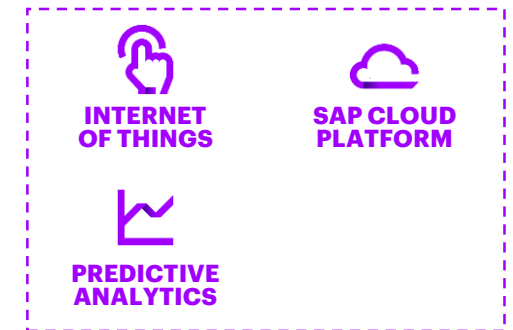 INTERNET
OF THINGS
SAP CLOUD
PLATFORM
PREDICTIVE
ANALYTICS